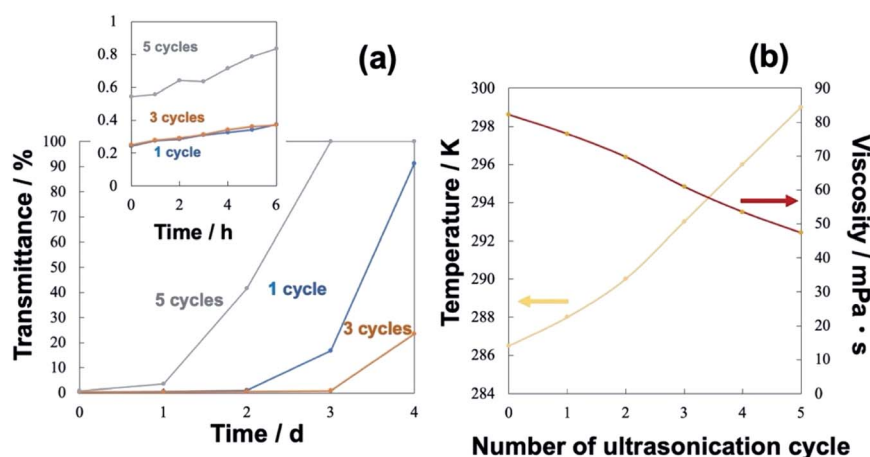 1
0.8
0.6
0.4
0.2
0
5 cycles
3 cycles
1 cycle
0 2 4 6
Time / h
(a)
100
90
80
70
60
50
40
30
20
10
0
Transmittance / %
5 cycles
1 cycle
3 cycles
0 1 2 3 4
Time / d
(b)
300
298
296
294
292
290
288
286
284
Temperature / K
90
80
70
60
50
40
30
20
10
0
Viscosity / mPa・s
0 1 2 3 4 5
Number of ultrasonication cycle